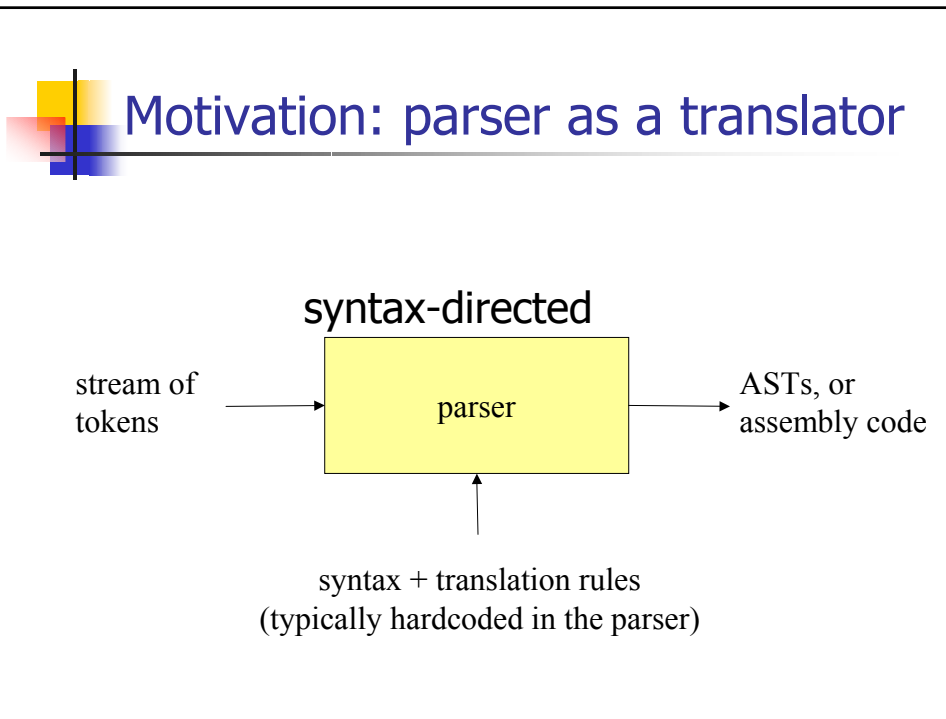 Motivation: parser as a translator
syntax-directed
stream of
tokens
parser
ASTs, or
assembly code
syntax + translation rules
(typically hardcoded in the parser)